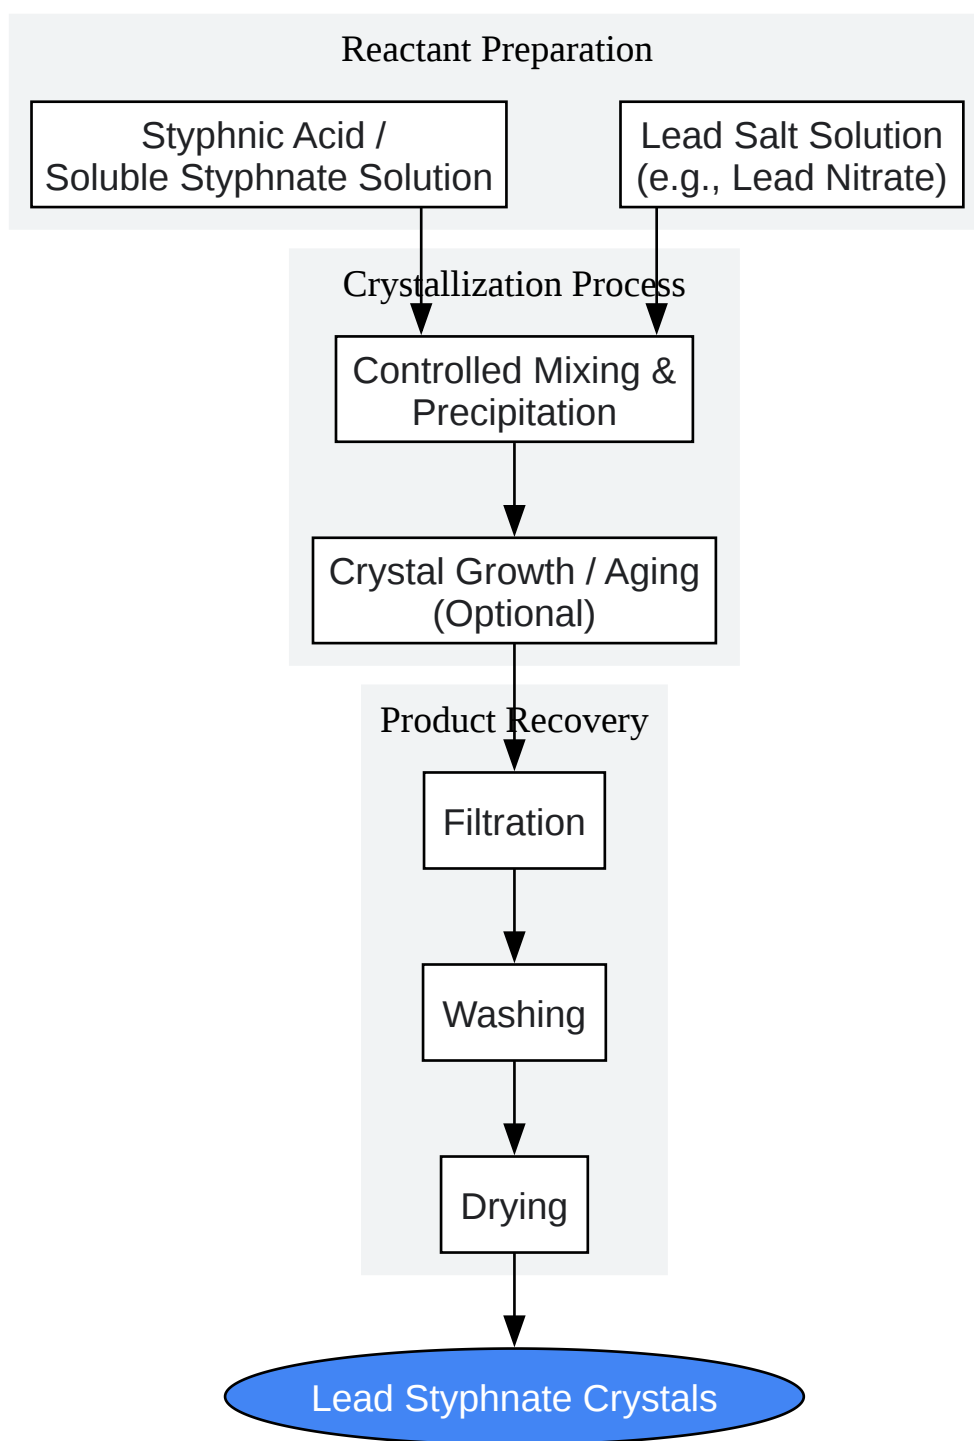 Reactant Preparation
Styphnic Acid /
Soluble Styphnate Solution
Lead Salt Solution
(e.g., Lead Nitrate)
Crystallization Process
Controlled Mixing &
Precipitation
Crystal Growth / Aging
(Optional)
Product Recovery
Filtration
Washing
Drying
Lead Styphnate Crystals